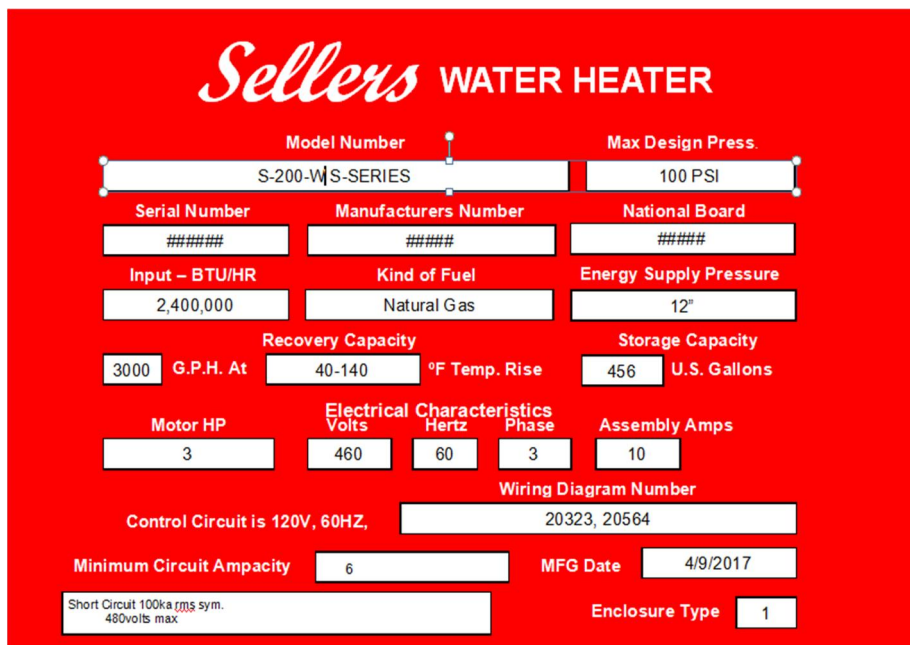 Sellers WATER HEATER
Model Number Max Design Press.
S-200-W S-SERIES 100 PSI
Serial Number Manufacturers Number National Board
###### ##### #####
Input – BTU/HR Kind of Fuel Energy Supply Pressure
2,400,000 Natural Gas 12”
Recovery Capacity Storage Capacity
3000 G.P.H. At 40-140 ºF Temp. Rise 456 U.S. Gallons
Electrical Characteristics
Motor HP Volts Hertz Phase Assembly Amps
3 460 60 3 10
Wiring Diagram Number
Control Circuit is 120V, 60HZ, 20323, 20564
Minimum Circuit Ampacity 6 MFG Date 4/9/2017
Short Circuit 100ka rms sym.
480volts max Enclosure Type 1